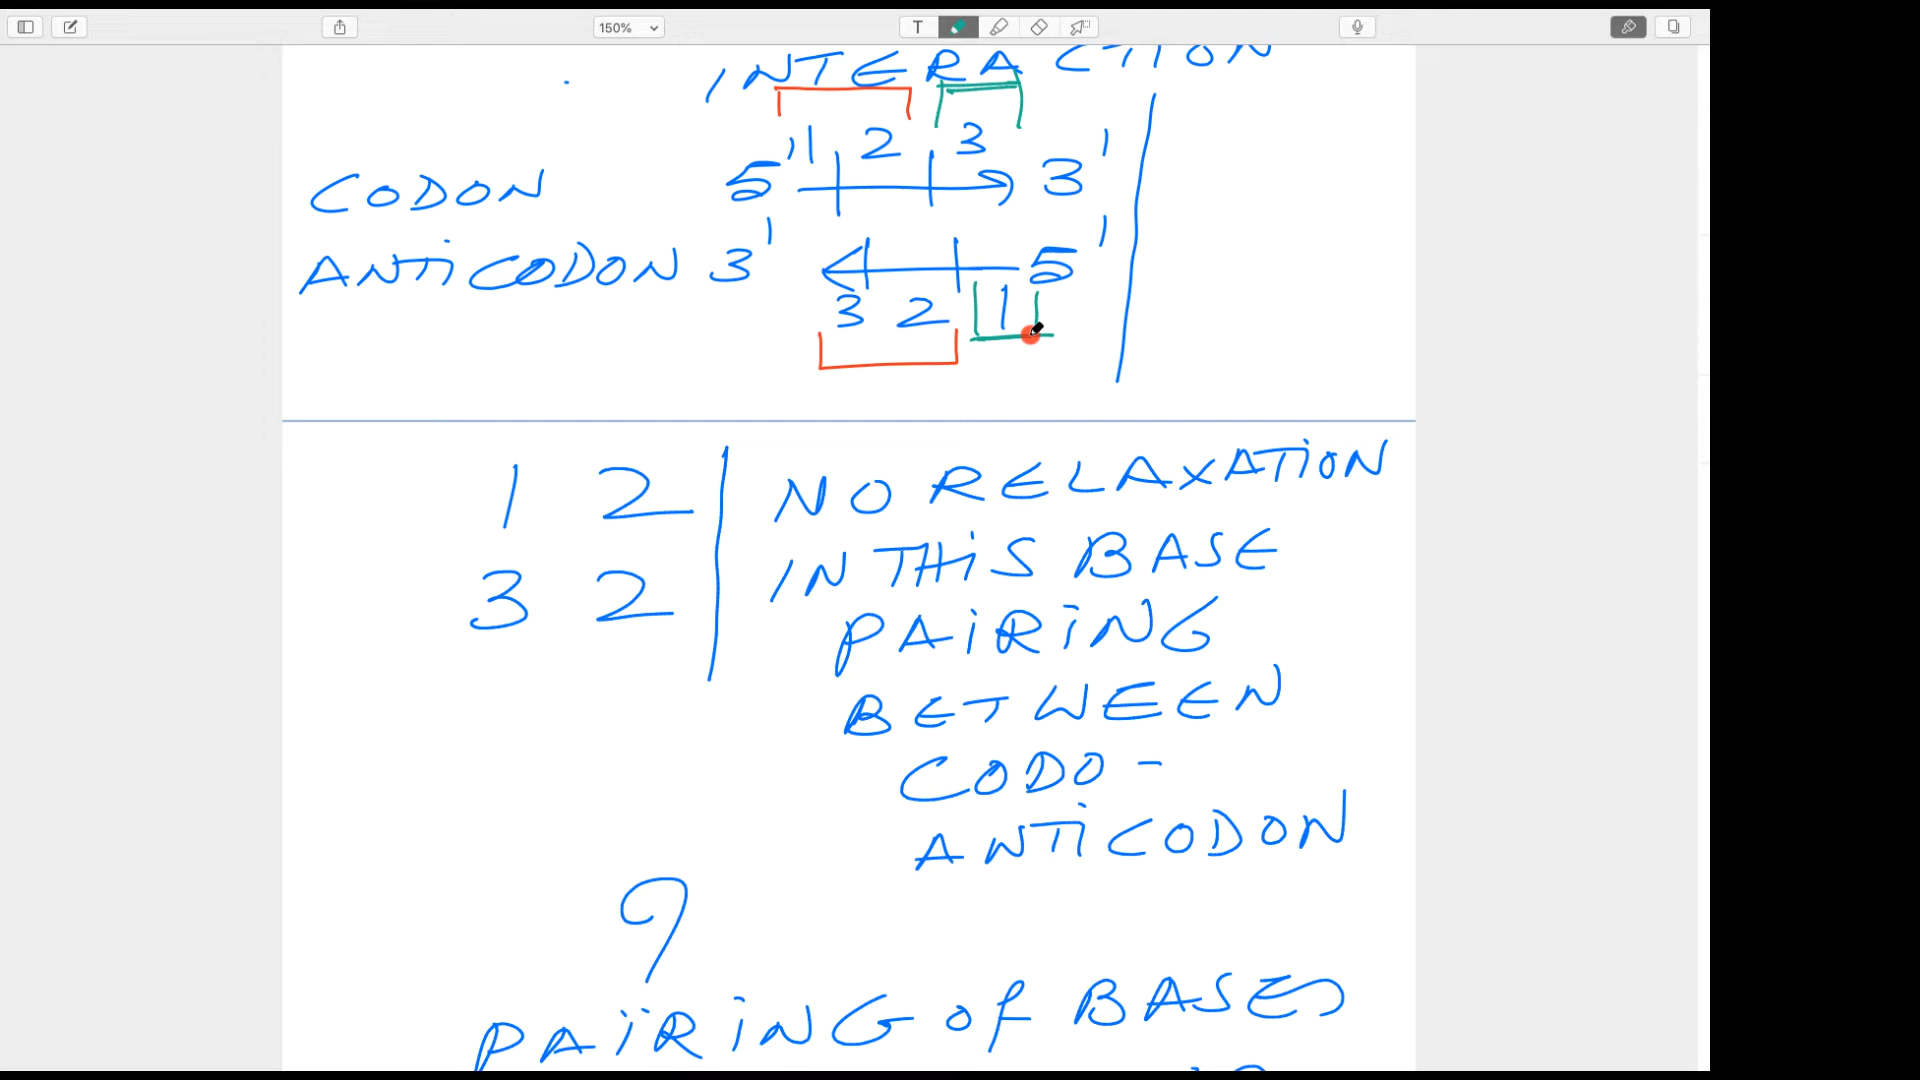 150%
T
INTERACTION
1 2 3
CODON 5' 3'
ANTICODON 3' 5'
3 2 1
1 2 NO RELAXATION
IN THIS BASE
3 2
PAIRING
BETWEEN
CODO-
ANTICODON
PAIRING of BASES